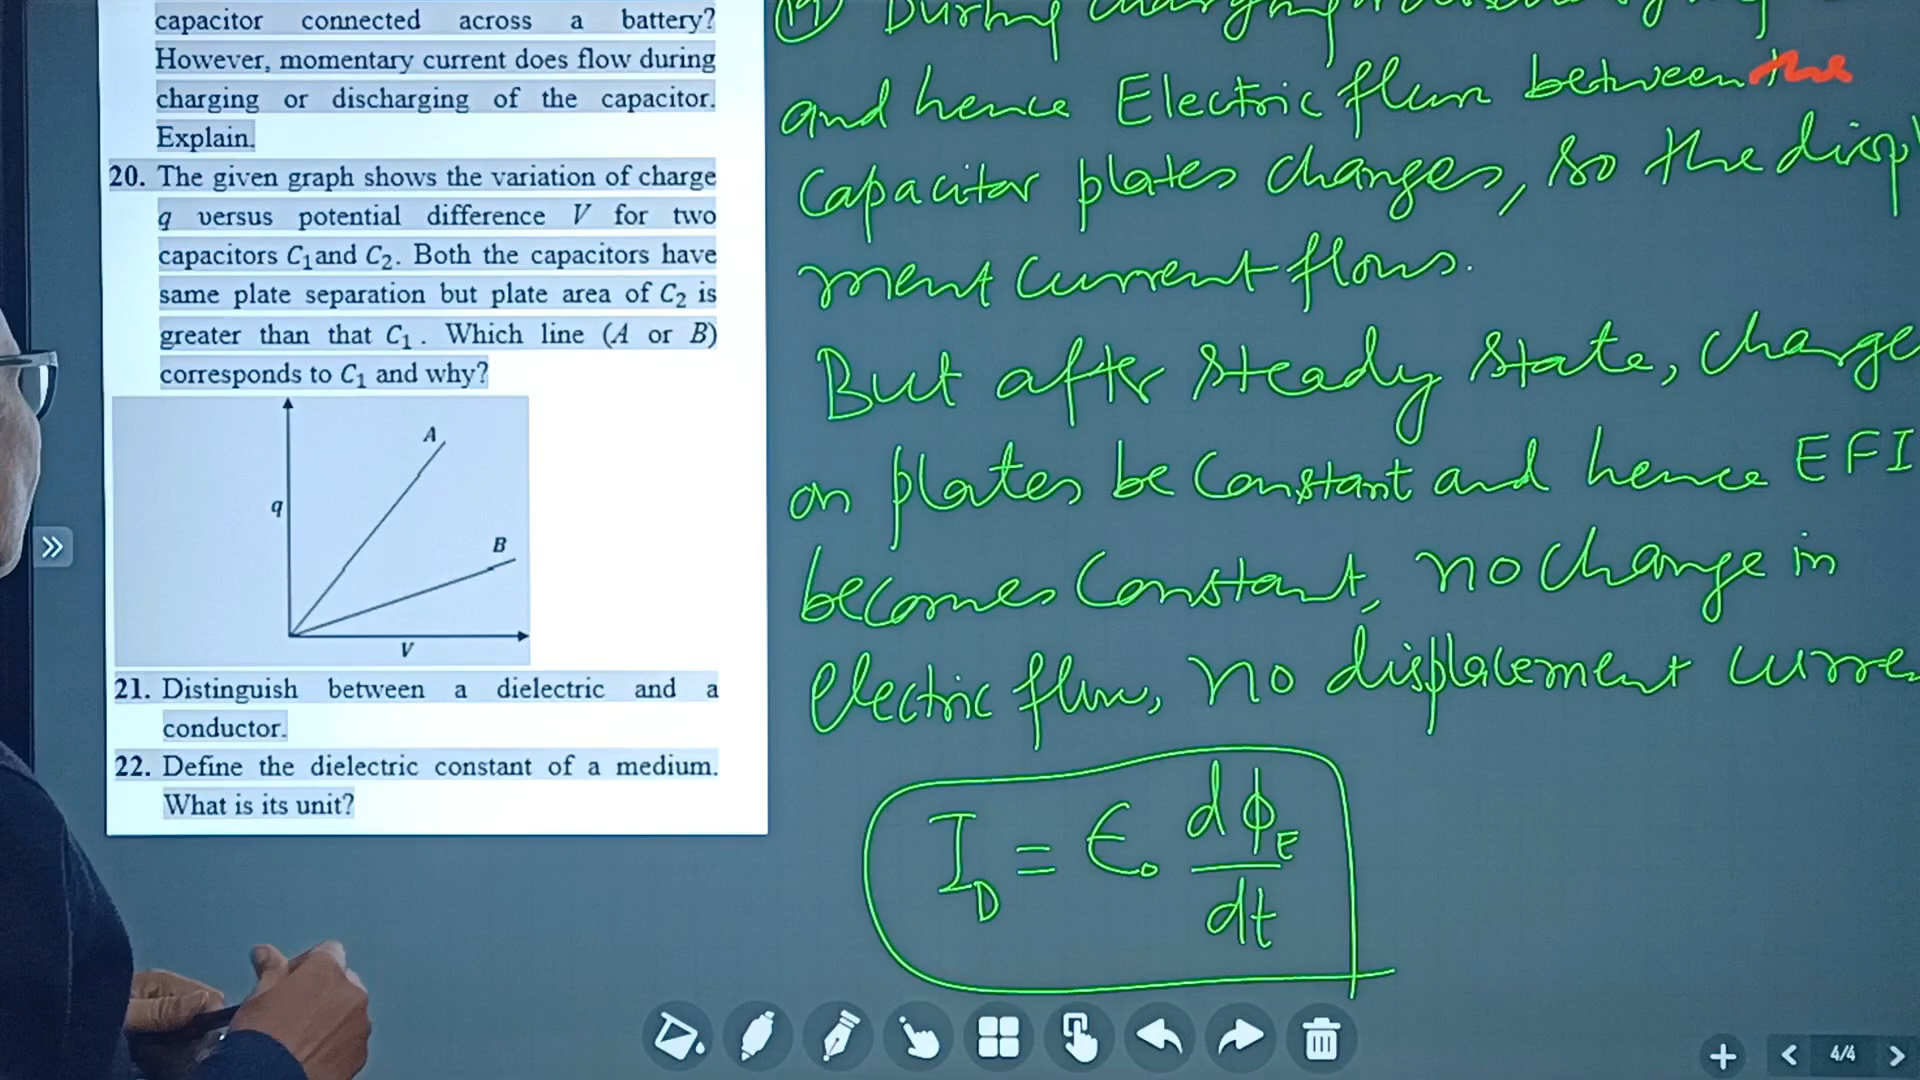 capacitor connected across a battery?
However, momentary current does flow during
charging or discharging of the capacitor.
Explain.
20. The given graph shows the variation of charge
q versus potential difference V for two
capacitors C₁and C₂. Both the capacitors have
same plate separation but plate area of C₂ is
greater than that C₁. Which line (A or B)
corresponds to C₁ and why?
A
q
B
V
21. Distinguish between a dielectric and a
conductor.
22. Define the dielectric constant of a medium.
What is its unit?
During
and hence Electric flux between the
Capacitor plates changes, so the displ
ment current flows.
But after steady state, charge
on plates be constant and hence EFI
becomes constant, no change in
electric flux, no displacement curre
I_D = ε₀ dϕ_E/dt
4/4